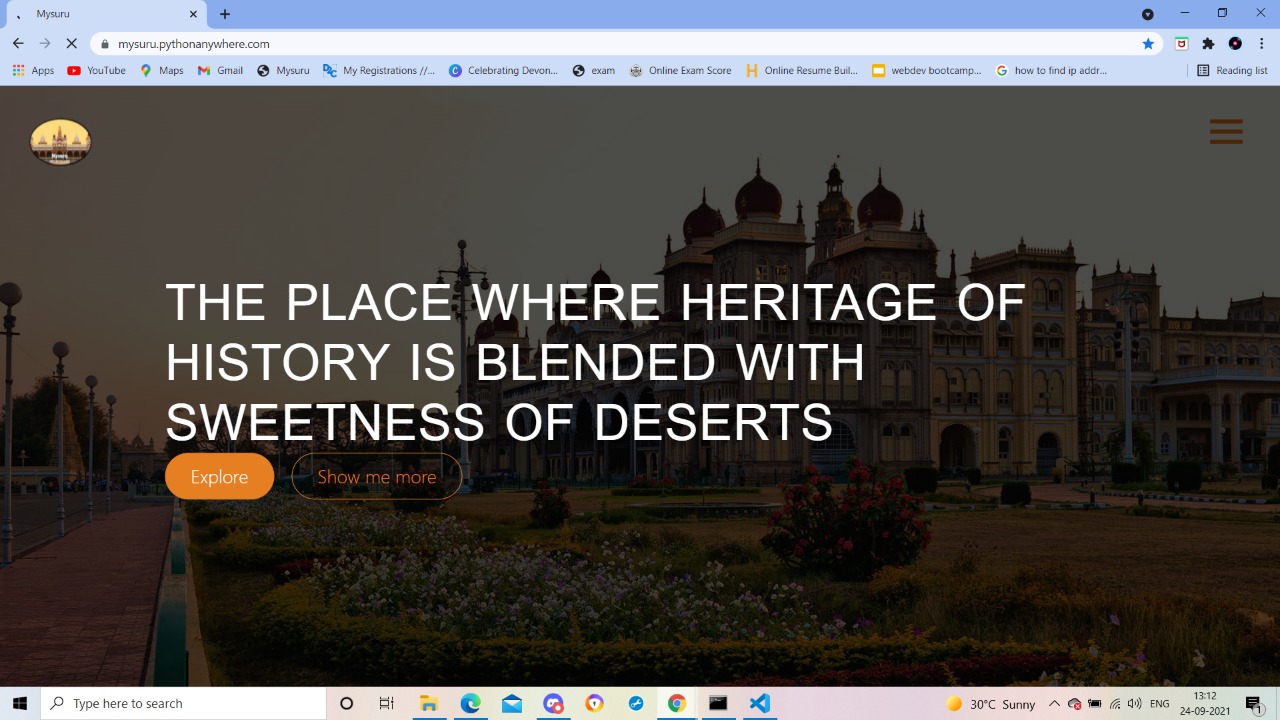 Mysuru
mysuru.pythonanywhere.com
Apps YouTube Maps Gmail Mysuru My Registrations //... Celebrating Devon... exam Online Exam Score Online Resume Buil... webdev bootcamp... how to find ip addr... Reading list
Mysuru
THE PLACE WHERE HERITAGE OF
HISTORY IS BLENDED WITH
SWEETNESS OF DESERTS
Explore Show me more
Type here to search
30°C Sunny
ENG
13:12
24-09-2021
1